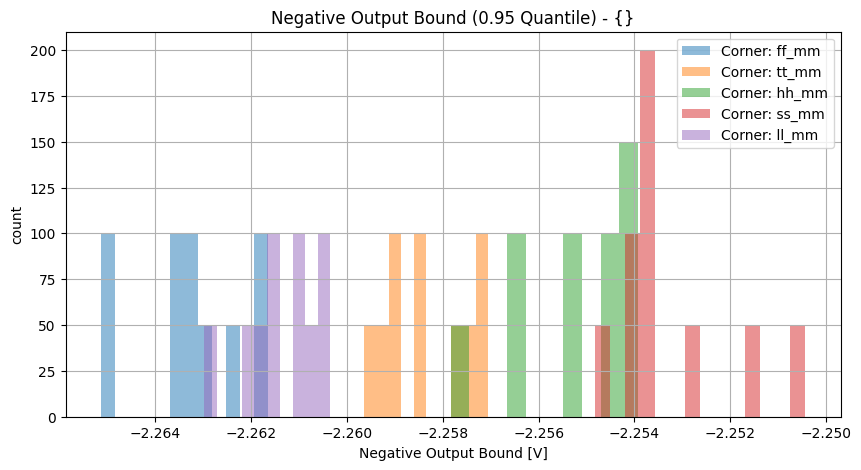 Negative Output Bound (0.95 Quantile) - {}
200
175
150
125
100
75
50
25
0
count
Corner: ff_mm
Corner: tt_mm
Corner: hh_mm
Corner: ss_mm
Corner: ll_mm
−2.264 −2.262 −2.260 −2.258 −2.256 −2.254 −2.252 −2.250
Negative Output Bound [V]